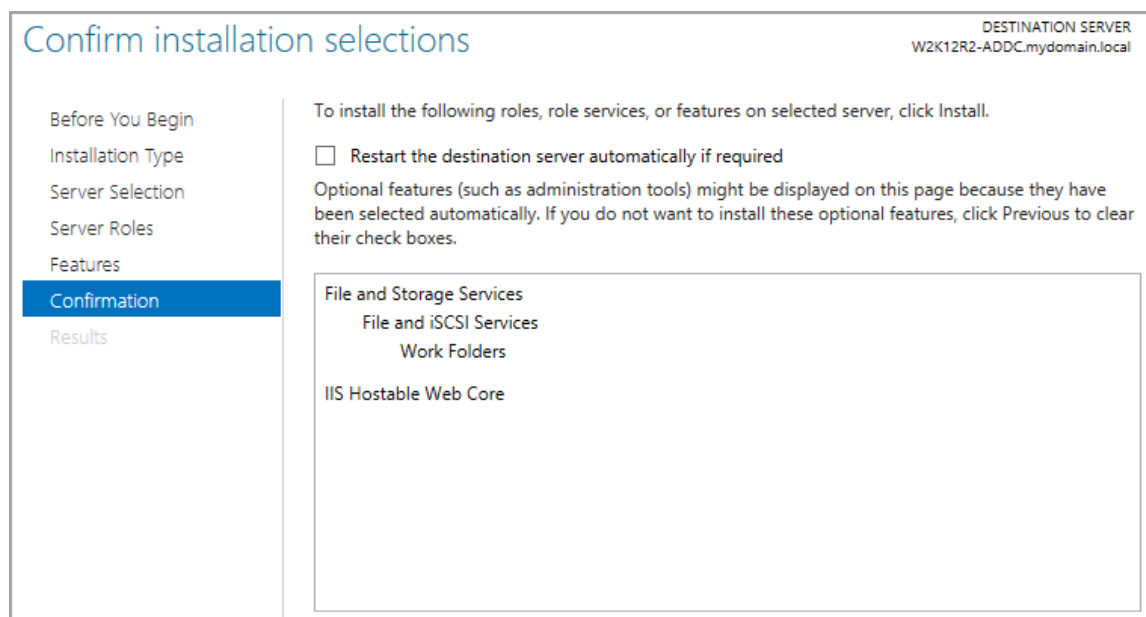 Confirm installation selections
DESTINATION SERVER
W2K12R2-ADDC.mydomain.local
Before You Begin
Installation Type
Server Selection
Server Roles
Features
Confirmation
Results
To install the following roles, role services, or features on selected server, click Install.
Restart the destination server automatically if required
Optional features (such as administration tools) might be displayed on this page because they have
been selected automatically. If you do not want to install these optional features, click Previous to clear
their check boxes.
File and Storage Services
File and iSCSI Services
Work Folders
IIS Hostable Web Core